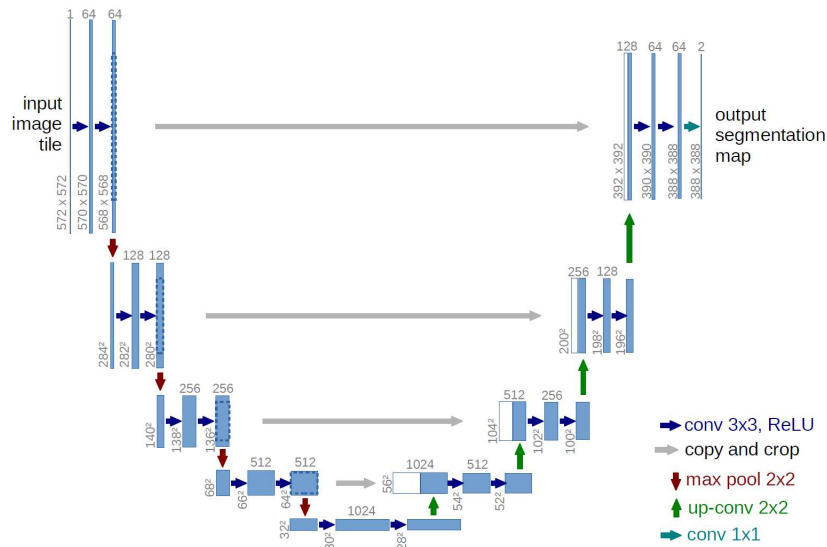 1 64 64
128 64 64 2
input
image
tile
output
segmentation
map
572 x 572
570 x 570
568 x 568
392 x 392
390 x 390
388 x 388
388 x 388
128 128
256 128
284²
282²
280²
200²
198²
196²
256 256
512 256
140²
138²
136²
104²
102²
100²
512 512
1024 512
68²
66²
64²
56²
54²
52²
1024
32²
30²
28²
conv 3x3, ReLU
copy and crop
max pool 2x2
up-conv 2x2
conv 1x1